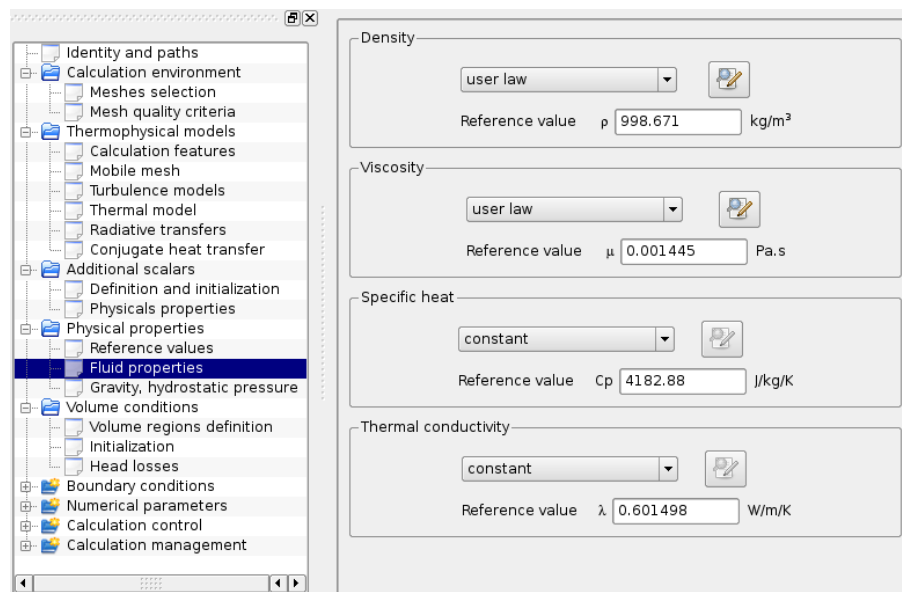 Identity and paths
Calculation environment
Meshes selection
Mesh quality criteria
Thermophysical models
Calculation features
Mobile mesh
Turbulence models
Thermal model
Radiative transfers
Conjugate heat transfer
Additional scalars
Definition and initialization
Physicals properties
Physical properties
Reference values
Fluid properties
Gravity, hydrostatic pressure
Volume conditions
Volume regions definition
Initialization
Head losses
Boundary conditions
Numerical parameters
Calculation control
Calculation management
Density
user law
Reference value ρ 998.671 kg/m³
Viscosity
user law
Reference value μ 0.001445 Pa.s
Specific heat
constant
Reference value Cp 4182.88 J/kg/K
Thermal conductivity
constant
Reference value λ 0.601498 W/m/K